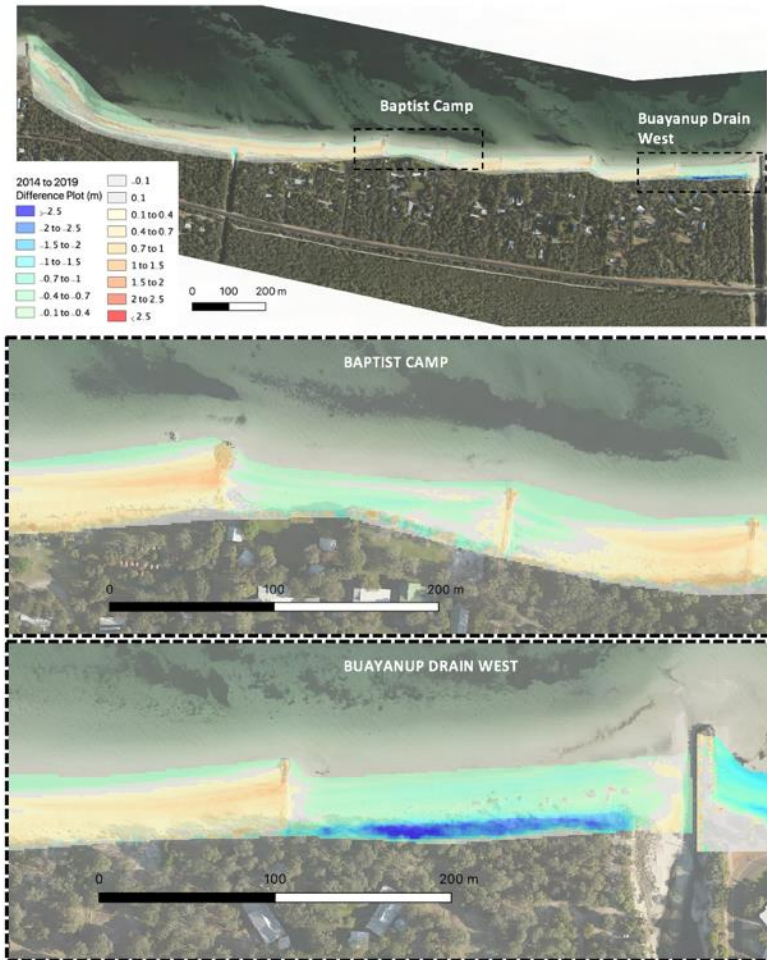 Baptist Camp
Buayanup Drain
West
2014 to 2019
Difference Plot (m)
>-2.5
-2 to -2.5
-1.5 to -2
-1 to -1.5
-0.7 to -1
-0.4 to -0.7
-0.1 to -0.4
-0.1
0.1
0.1 to 0.4
0.4 to 0.7
0.7 to 1
1 to 1.5
1.5 to 2
2 to 2.5
< 2.5
0 100 200 m
BAPTIST CAMP
0 100 200 m
BUAYANUP DRAIN WEST
0 100 200 m